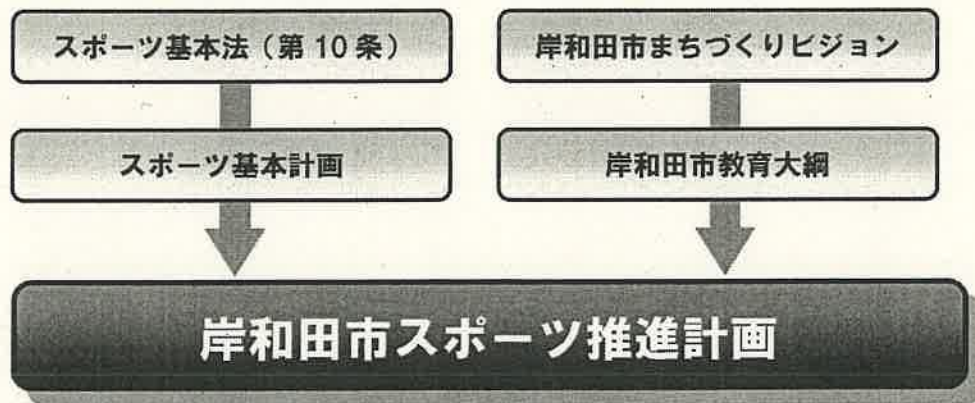 スポーツ基本法（第 10 条）
岸和田市まちづくりビジョン
スポーツ基本計画
岸和田市教育大綱
岸和田市スポーツ推進計画